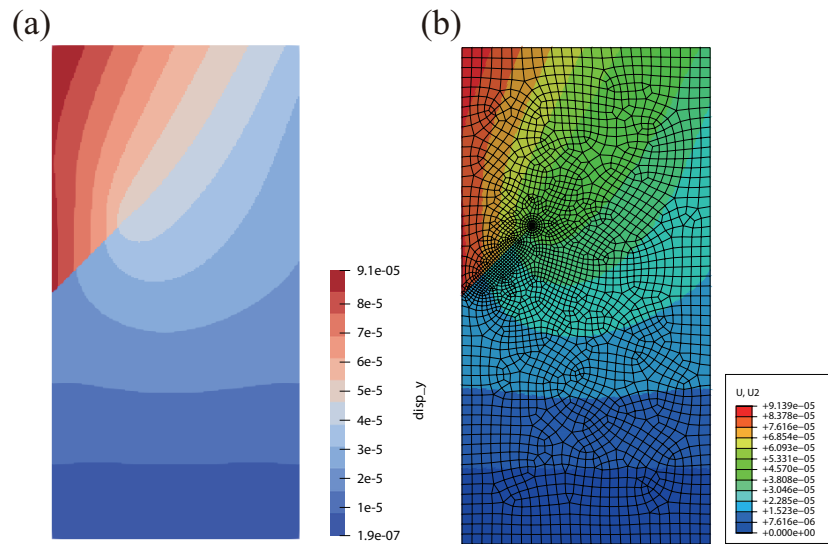 (a)
(b)
9.1e-05
8e-5
7e-5
6e-5
5e-5
4e-5
3e-5
2e-5
1e-5
1.9e-07
disp_y
U, U2
+9.139e-05
+8.378e-05
+7.616e-05
+6.854e-05
+6.093e-05
+5.331e-05
+4.570e-05
+3.808e-05
+3.046e-05
+2.285e-05
+1.523e-05
+7.616e-06
+0.000e+00